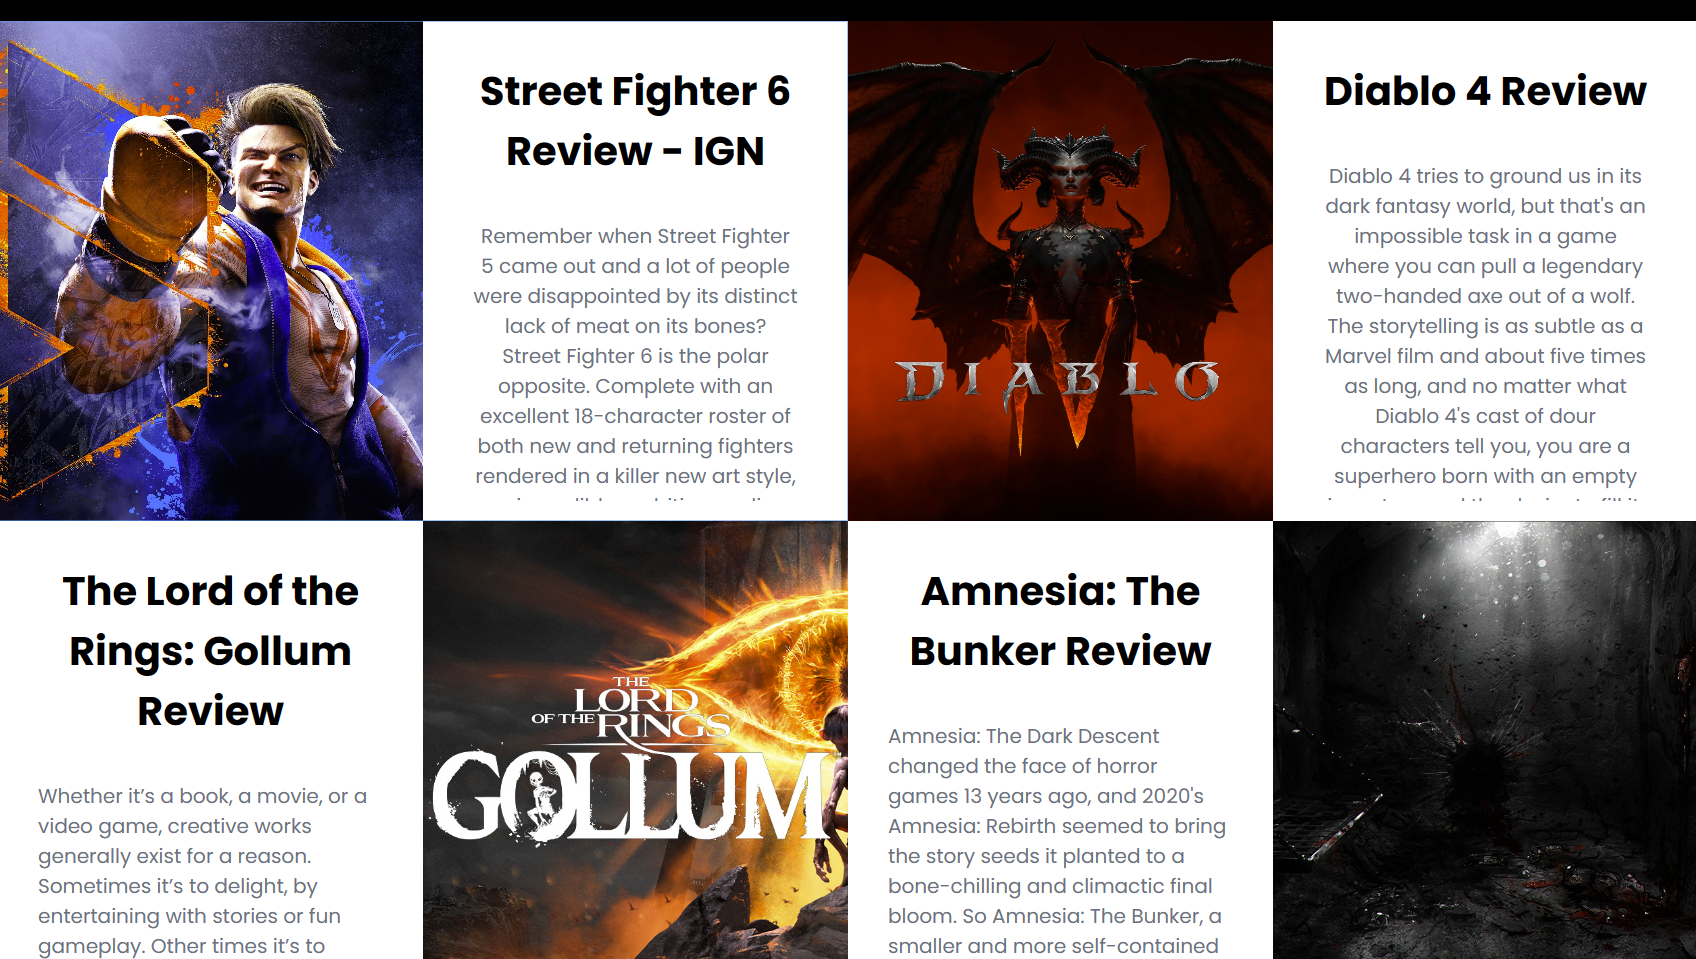 Street Fighter 6
Review - IGN
Remember when Street Fighter
5 came out and a lot of people
were disappointed by its distinct
lack of meat on its bones?
Street Fighter 6 is the polar
opposite. Complete with an
excellent 18-character roster of
both new and returning fighters
rendered in a killer new art style,
DIABLO
IV
Diablo 4 Review
Diablo 4 tries to ground us in its
dark fantasy world, but that's an
impossible task in a game
where you can pull a legendary
two-handed axe out of a wolf.
The storytelling is as subtle as a
Marvel film and about five times
as long, and no matter what
Diablo 4's cast of dour
characters tell you, you are a
superhero born with an empty
The Lord of the
Rings: Gollum
Review
Whether it’s a book, a movie, or a
video game, creative works
generally exist for a reason.
Sometimes it’s to delight, by
entertaining with stories or fun
gameplay. Other times it’s to
THE
LORD
OF THE RINGS
GOLLUM
Amnesia: The
Bunker Review
Amnesia: The Dark Descent
changed the face of horror
games 13 years ago, and 2020's
Amnesia: Rebirth seemed to bring
the story seeds it planted to a
bone-chilling and climactic final
bloom. So Amnesia: The Bunker, a
smaller and more self-contained